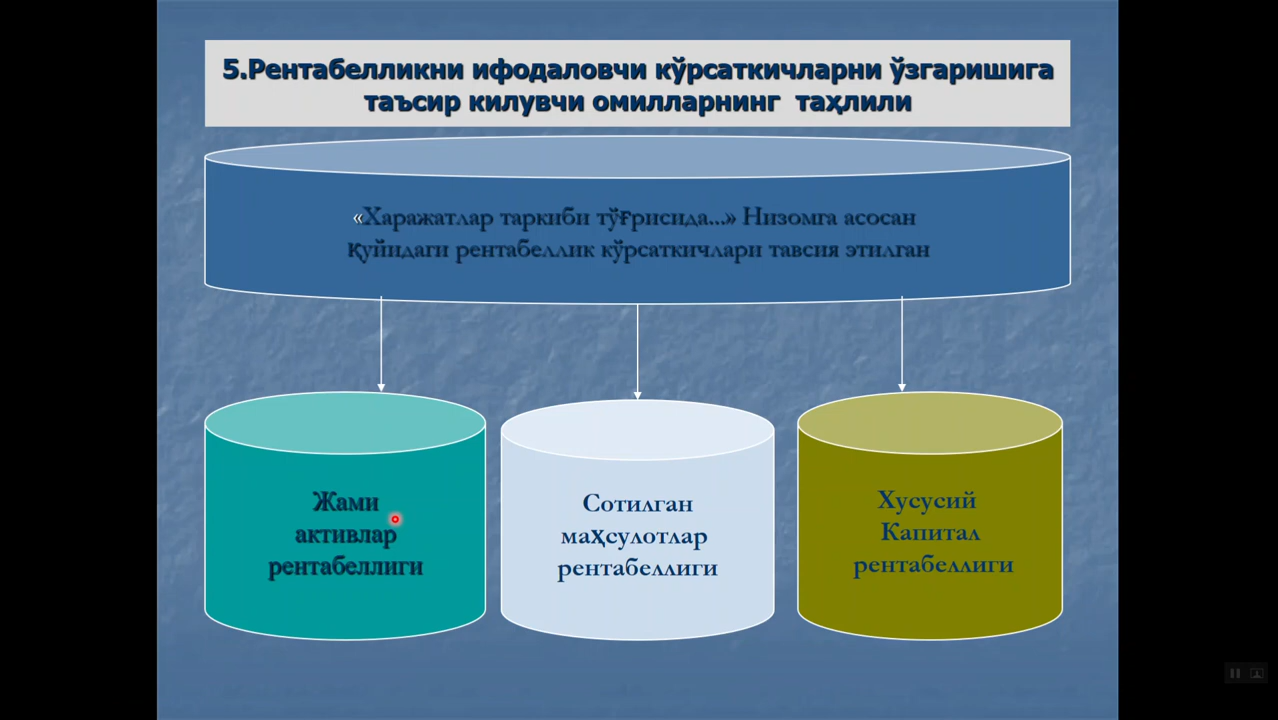 5.Рентабелликни ифодаловчи кўрсаткичларни ўзгаришига
таъсир килувчи омилларнинг таҳлили
«Харажатлар таркиби тўғрисида...» Низомга асосан
қуйидаги рентабеллик кўрсаткичлари тавсия этилган
Жами
активлар
рентабеллиги
Сотилган
маҳсулотлар
рентабеллиги
Хусусий
Капитал
рентабеллиги